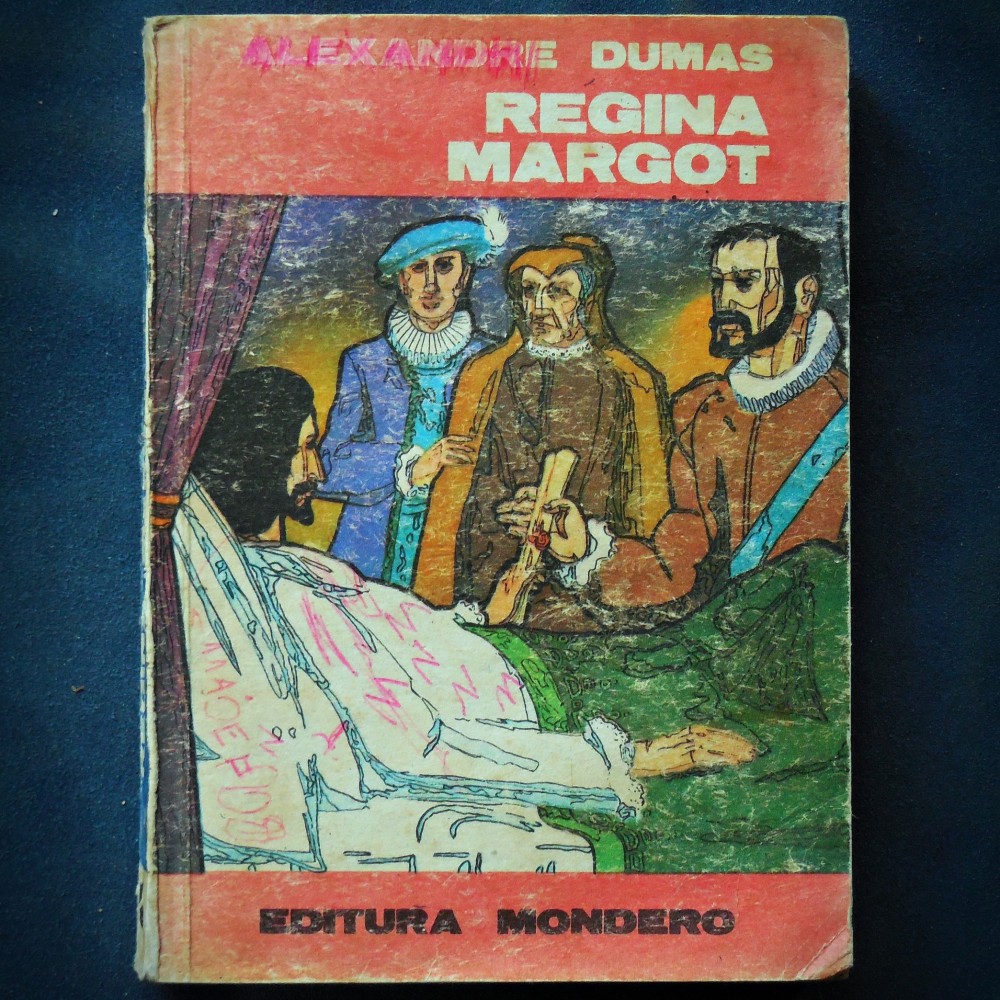 ALEXANDRE DUMAS
REGINA
MARGOT
EDITURA MONDERO